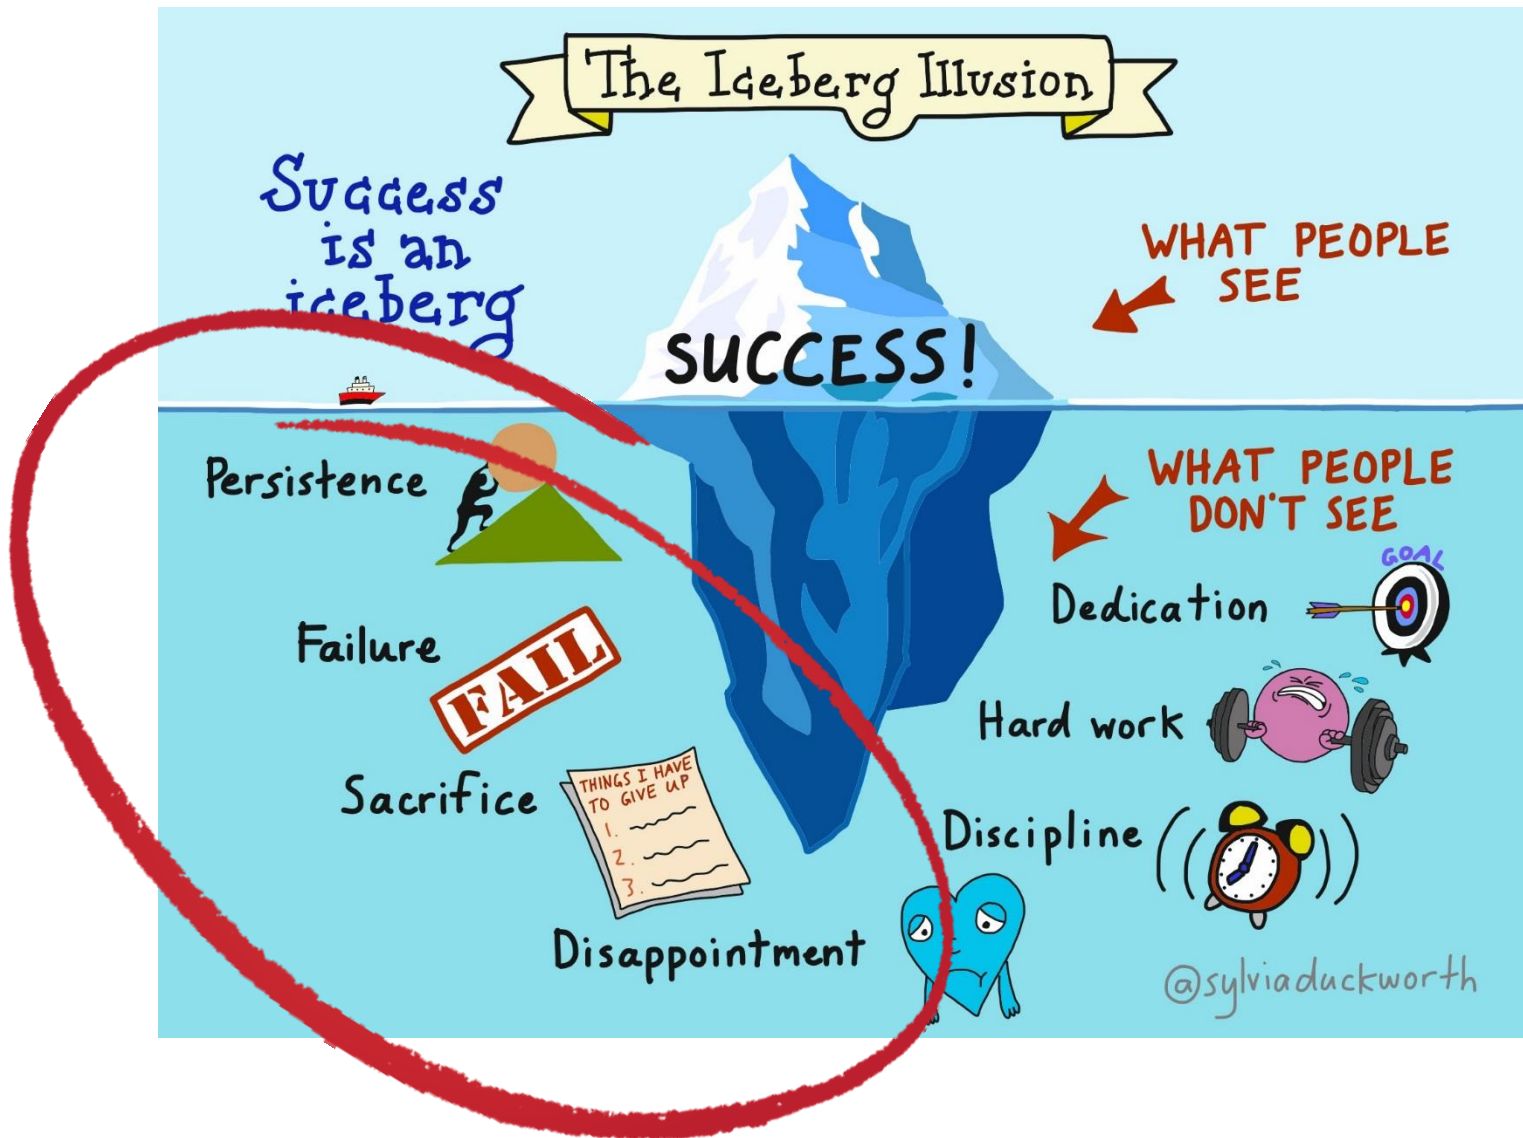 The Iceberg Illusion
Success
is an
iceberg
WHAT PEOPLE
SEE
SUCCESS!
WHAT PEOPLE
DON'T SEE
Persistence
Failure
FAIL
Sacrifice
THINGS I HAVE
TO GIVE UP
1.
2.
3.
Disappointment
GOAL
Dedication
Hard work
Discipline
@sylviaduckworth